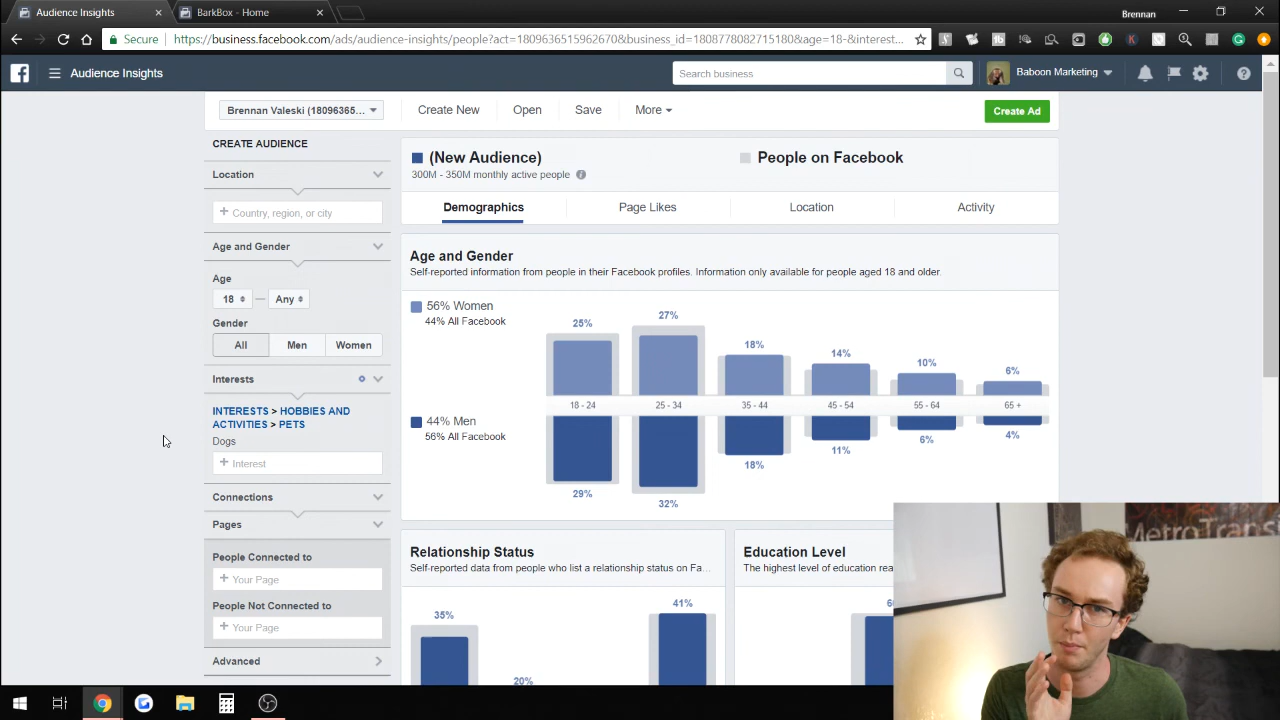 Audience Insights
BarkBox - Home
Brennan
Secure
https://business.facebook.com/ads/audience-insights/people?act=1809636515962670&business_id=1808778082715180&age=18-&interest...
Audience Insights
Search business
Baboon Marketing
Brennan Valeski (18096365...
Create New
Open
Save
More
Create Ad
CREATE AUDIENCE
Location
+ Country, region, or city
Age and Gender
Age
18 — Any
Gender
All
Men
Women
Interests
INTERESTS > HOBBIES AND
ACTIVITIES > PETS
Dogs
+ Interest
Connections
Pages
People Connected to
+ Your Page
People Not Connected to
+ Your Page
Advanced
(New Audience)
300M - 350M monthly active people
People on Facebook
Demographics
Page Likes
Location
Activity
Age and Gender
Self-reported information from people in their Facebook profiles. Information only available for people aged 18 and older.
56% Women
44% All Facebook
25%
27%
18%
14%
10%
6%
18 - 24
25 - 34
35 - 44
45 - 54
55 - 64
65 +
44% Men
56% All Facebook
29%
32%
18%
11%
6%
4%
Relationship Status
Self-reported data from people who list a relationship status on Fa...
35%
20%
41%
Education Level
The highest level of education rea
MetroTrans